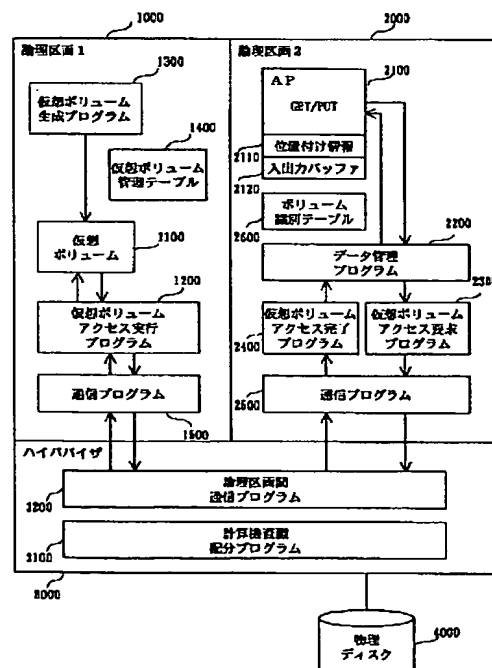 1000
2000
論理区画1
論理区画2
1300
仮想ボリューム
生成プログラム
1400
仮想ボリューム
管理テーブル
2100
AP
GET/PUT
2110
位置付け情報
2120
入出力バッファ
2600
ボリューム
識別テーブル
仮想
ボリューム
1100
2200
データ管理
プログラム
1200
仮想ボリューム
アクセス実行
プログラム
2400
仮想ボリューム
アクセス完了
プログラム
230
仮想ボリューム
アクセス要求
プログラム
通信プログラム
1500
2500
通信プログラム
ハイパバイザ
3200
論理区画間
通信プログラム
3100
計算機資源
配分プログラム
3000
物理
ディスク
4000